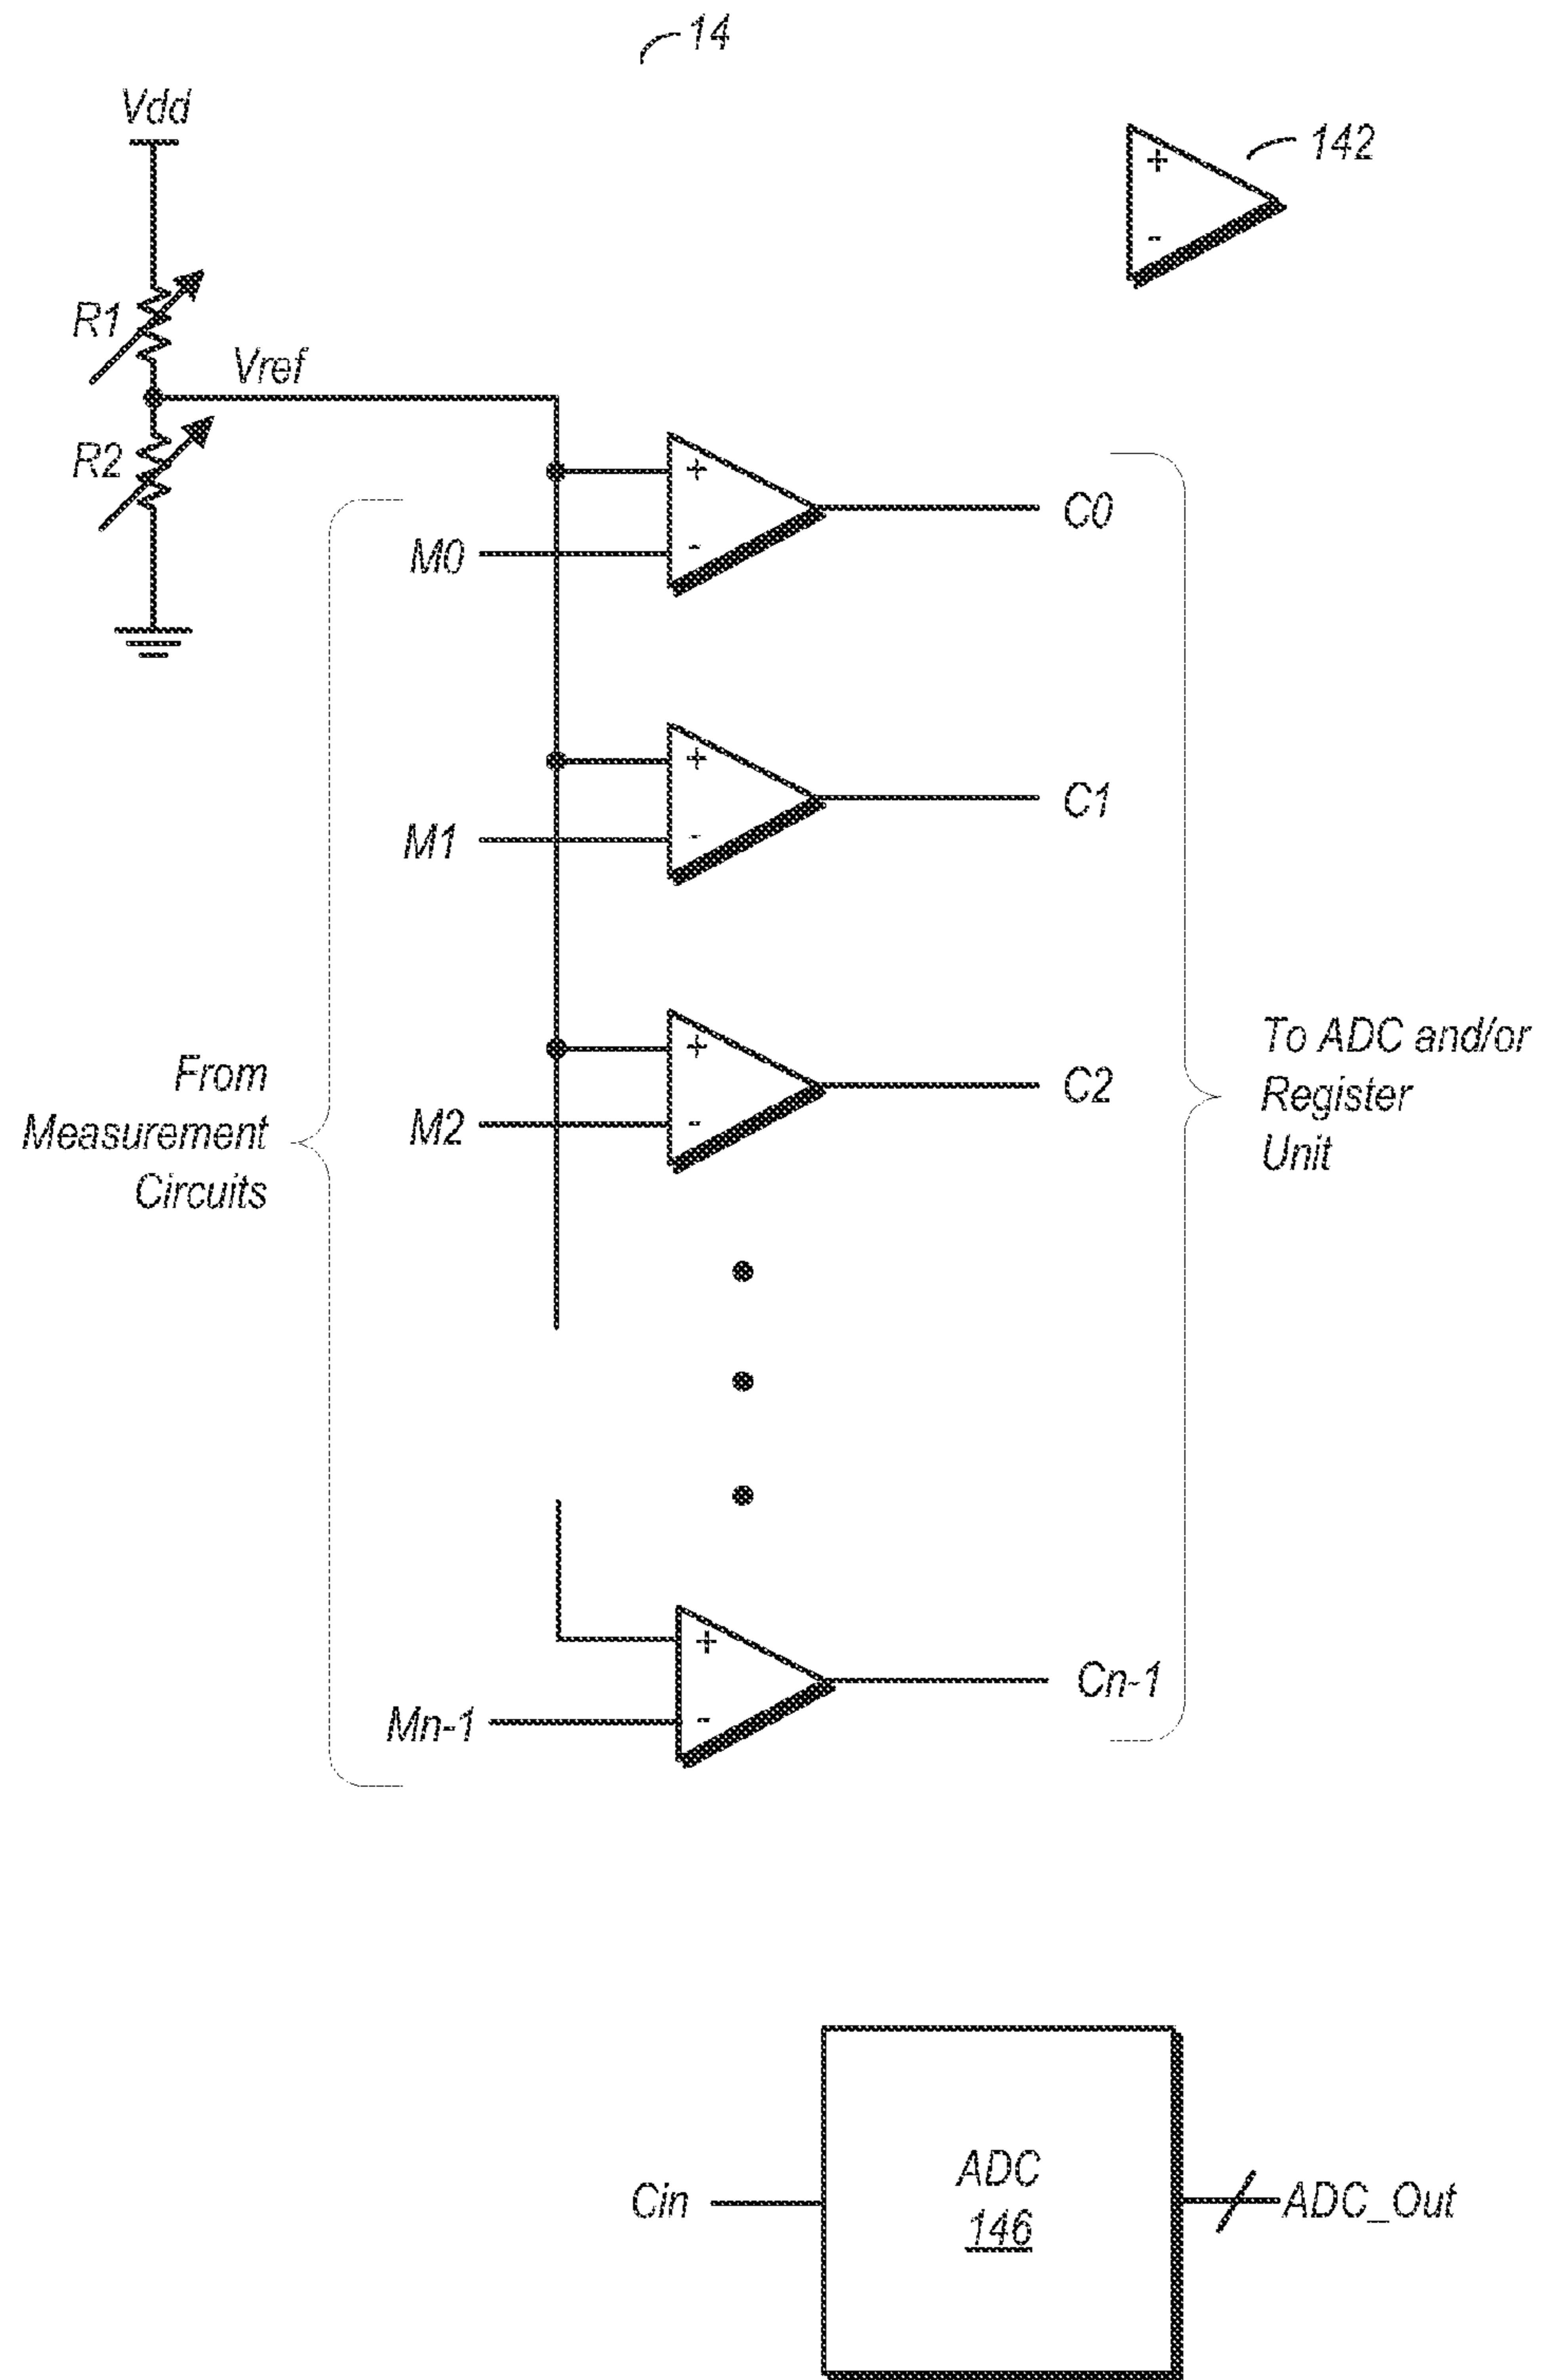 14
Vdd
142
+
-
R1
Vref
R2
+
-
M0
C0
+
-
M1
C1
+
-
M2
C2
From
Measurement
Circuits
To ADC and/or
Register
Unit
+
-
Mn-1
Cn-1
ADC
146
Cin
ADC_Out